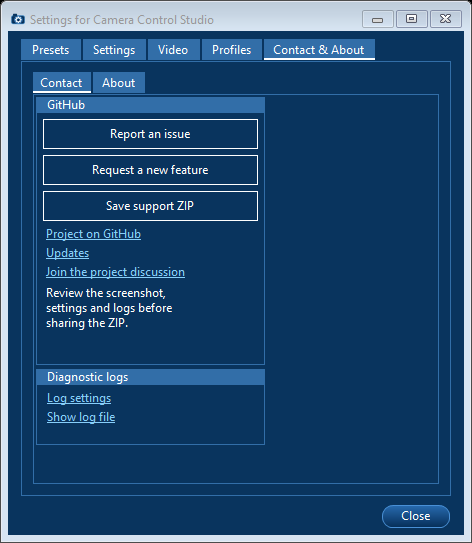 Settings for Camera Control Studio
Presets
Settings
Video
Profiles
Contact & About
Contact
About
GitHub
Report an issue
Request a new feature
Save support ZIP
Project on GitHub
Updates
Join the project discussion
Review the screenshot,
settings and logs before
sharing the ZIP.
Diagnostic logs
Log settings
Show log file
Close